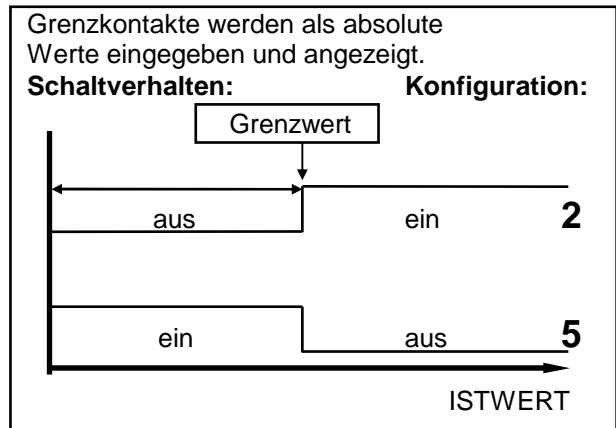 Grenzkontakte werden als absolute
Werte eingegeben und angezeigt.
Schaltverhalten: Konfiguration:
Grenzwert
aus ein 2
ein aus 5
ISTWERT